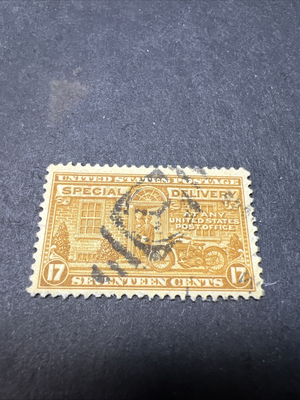 UNITED STATES POSTAGE
SPECIAL DELIVERY
AT ANY
UNITED STATES
POST OFFICE
17 17
SEVENTEEN CENTS